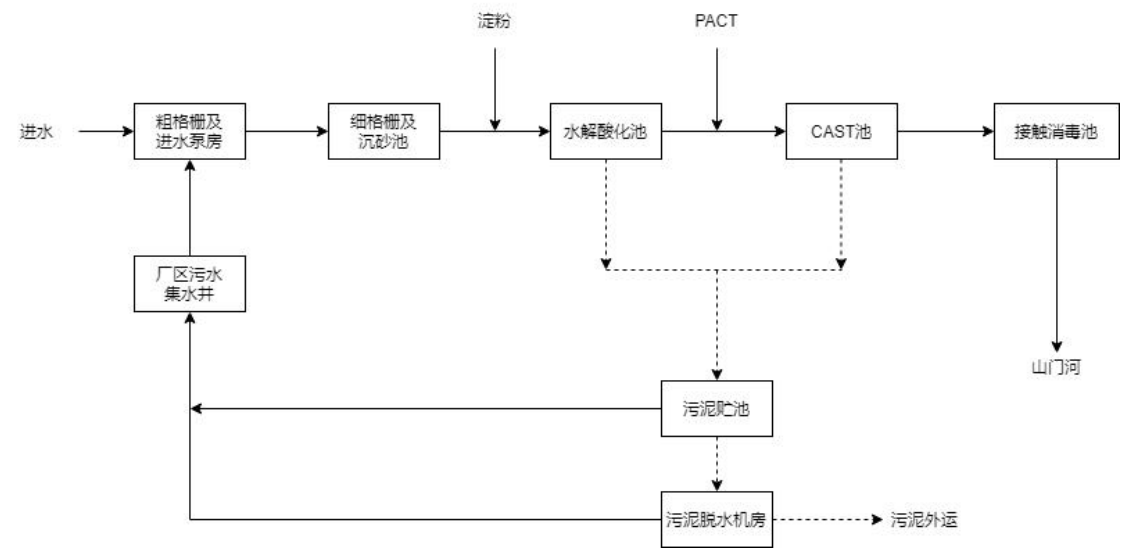 淀粉
PACT
进水
粗格栅及
进水泵房
细格栅及
沉砂池
水解酸化池
CAST池
接触消毒池
厂区污水
集水井
山门河
污泥贮池
污泥脱水机房
污泥外运